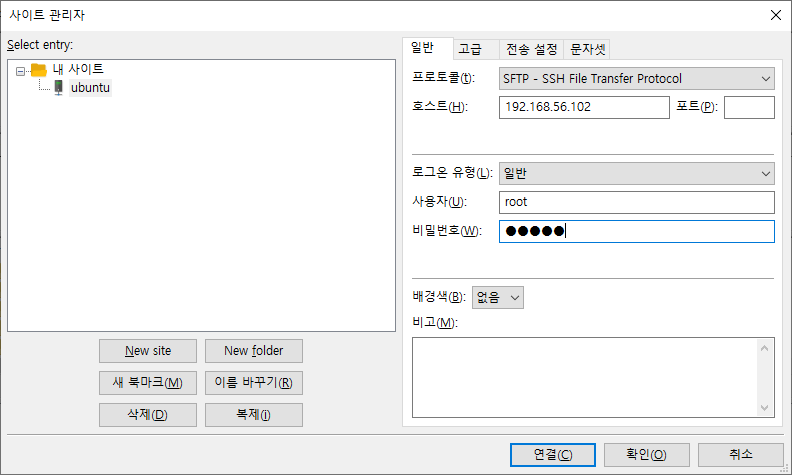 사이트 관리자
Select entry:
내 사이트
ubuntu
New site
New folder
새 북마크(M)
이름 바꾸기(R)
삭제(D)
복제(I)
일반
고급
전송 설정
문자셋
프로토콜(t):
SFTP - SSH File Transfer Protocol
호스트(H):
192.168.56.102
포트(P):
로그온 유형(L):
일반
사용자(U):
root
비밀번호(W):
●●●●●
배경색(B):
없음
비고(M):
연결(C)
확인(O)
취소